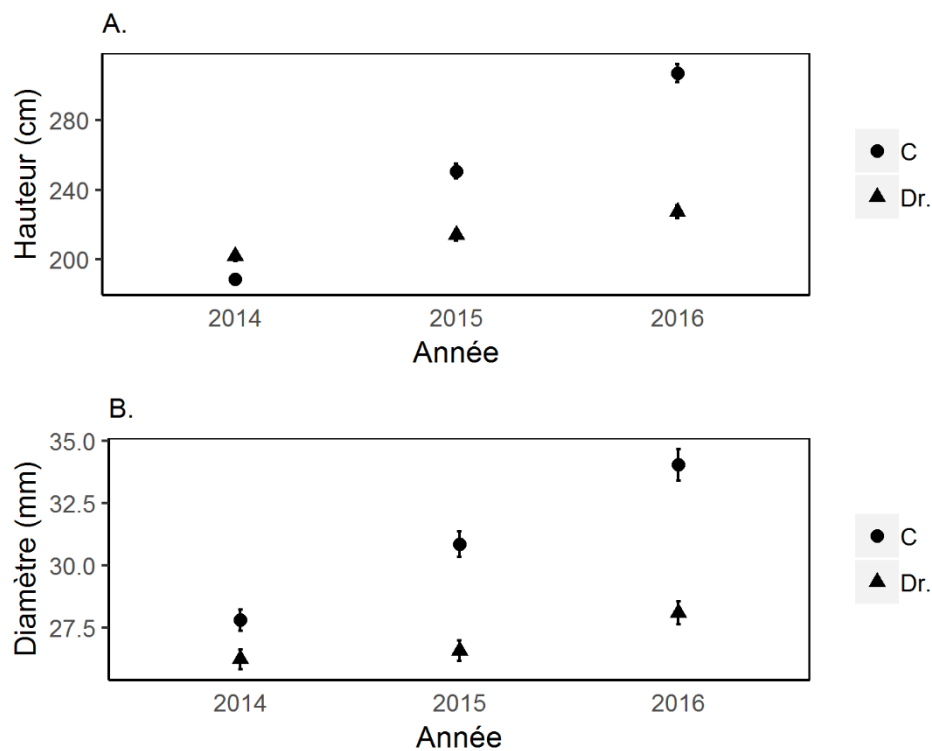 A.
Hauteur (cm)
280
240
200
2014 2015 2016
Année
C
Dr.
B.
Diamètre (mm)
35.0
32.5
30.0
27.5
2014 2015 2016
Année
C
Dr.